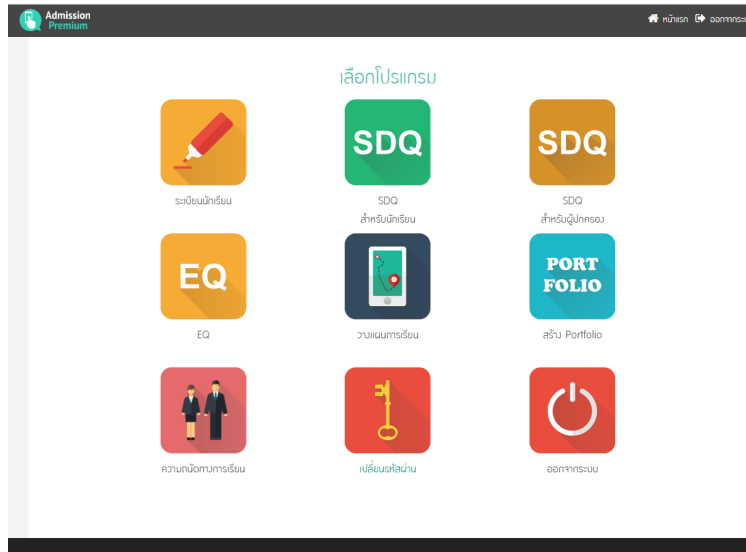 Admission
Premium
หน้าแรก
เลือกโปรแกรม
SDQ
SDQ
ระเบียนนักเรียน
SDQ
สำหรับนักเรียน
SDQ
สำหรับผู้ปกครอง
EQ
PORT
FOLIO
EQ
วางแผนการเรียน
สร้าง Portfolio
ความถนัดทางการเรียน
เปลี่ยนรหัสผ่าน
ออกจากระบบ